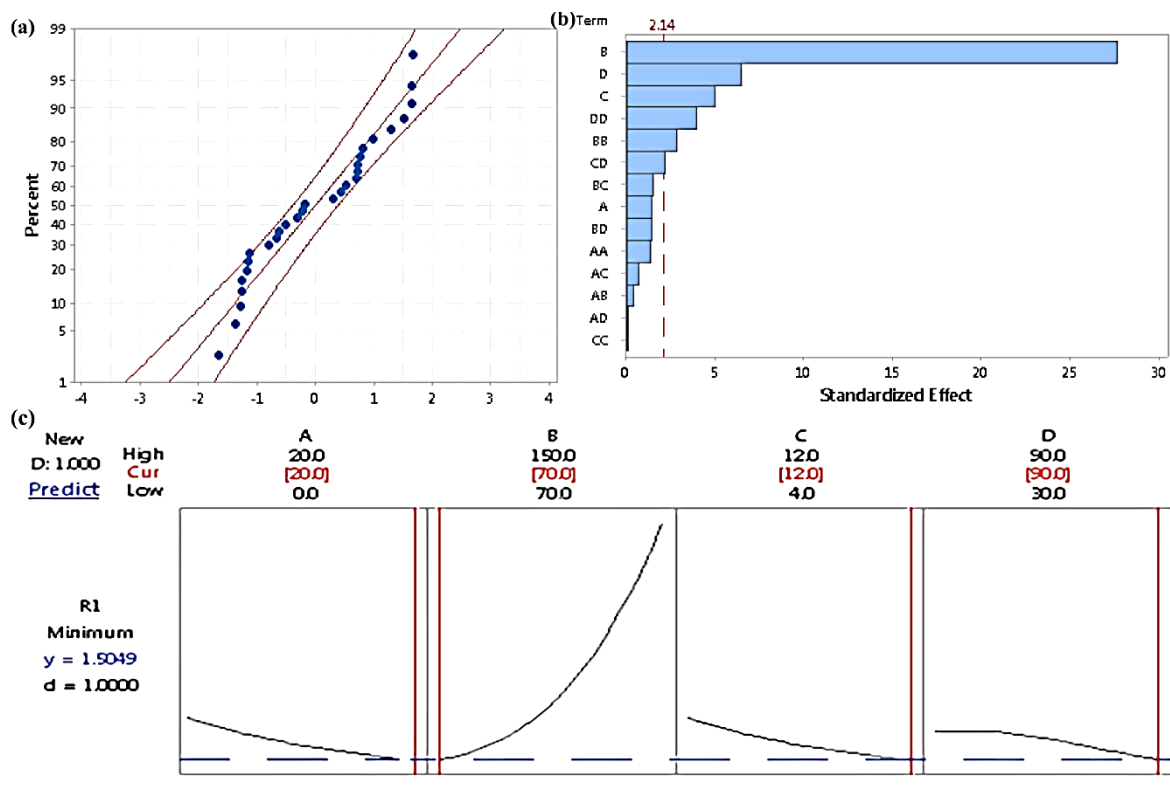 (a)
99
95
90
80
70
60
50
40
30
20
10
5
1
Percent
-4 -3 -2 -1 0 1 2 3 4
(b) Term
2.14
B
D
C
DD
BB
CD
BC
A
BD
AA
AC
AB
AD
CC
0 5 10 15 20 25 30
Standardized Effect
(c)
New
D: 1.000
Predict
High
Cur
Low
A
20.0
[20.0]
0.0
B
150.0
[70.0]
70.0
C
12.0
[12.0]
4.0
D
90.0
[90.0]
30.0
R1
Minimum
y = 1.5049
d = 1.0000